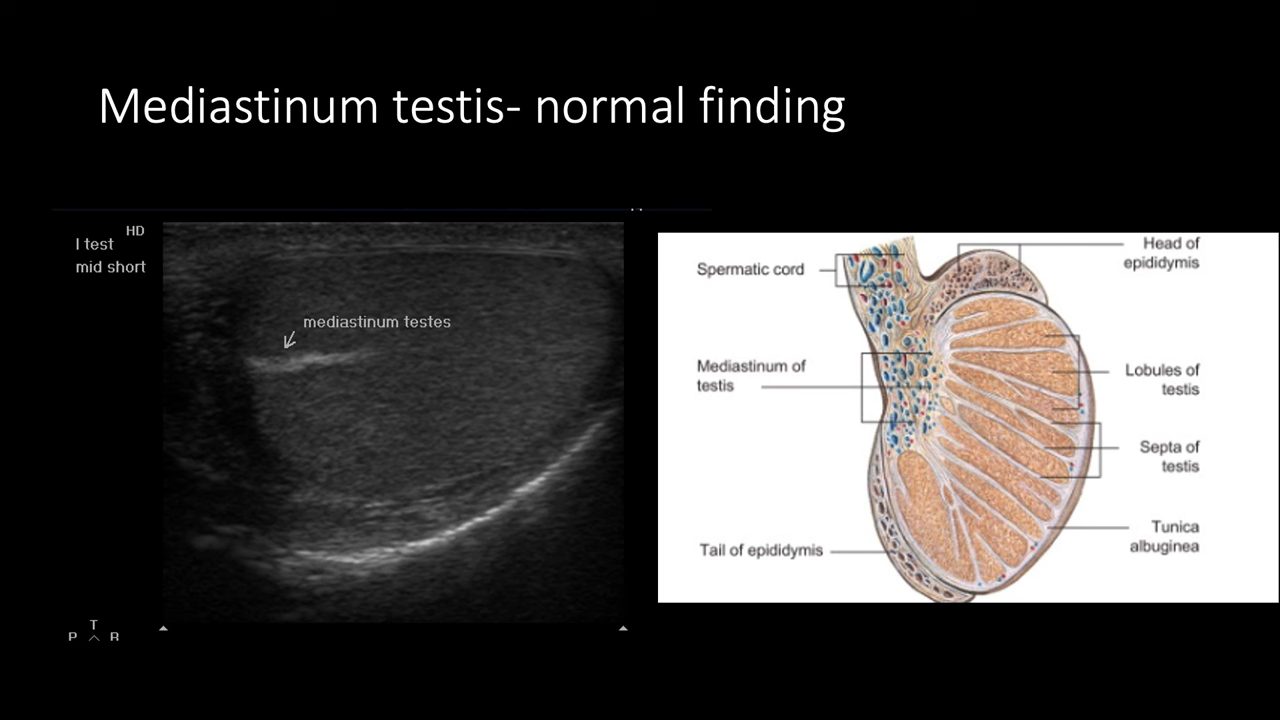 Mediastinum testis- normal finding
HD
l test
mid short
mediastinum testes
T
P R
Spermatic cord
Mediastinum of
testis
Tail of epididymis
Head of
epididymis
Lobules of
testis
Septa of
testis
Tunica
albuginea